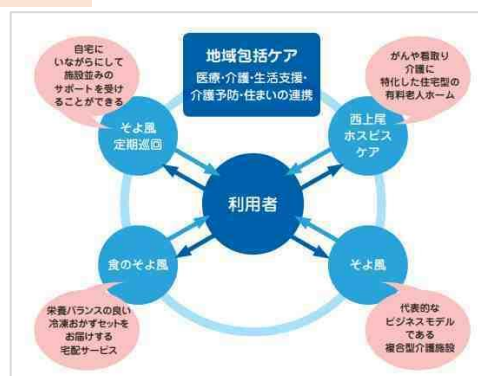 自宅に
いながらにして
施設並みの
サポートを受け
ることができる
地域包括ケア
医療・介護・生活支援・
介護予防・住まいの連携
がんや看取り
介護に
特化した住宅型の
有料老人ホーム
そよ風
定期巡回
西上尾
ホスピス
ケア
利用者
食のそよ風
そよ風
栄養バランスの良い
冷凍おかずセットを
お届けする
宅配サービス
代表的な
ビジネスモデル
である
複合型介護施設